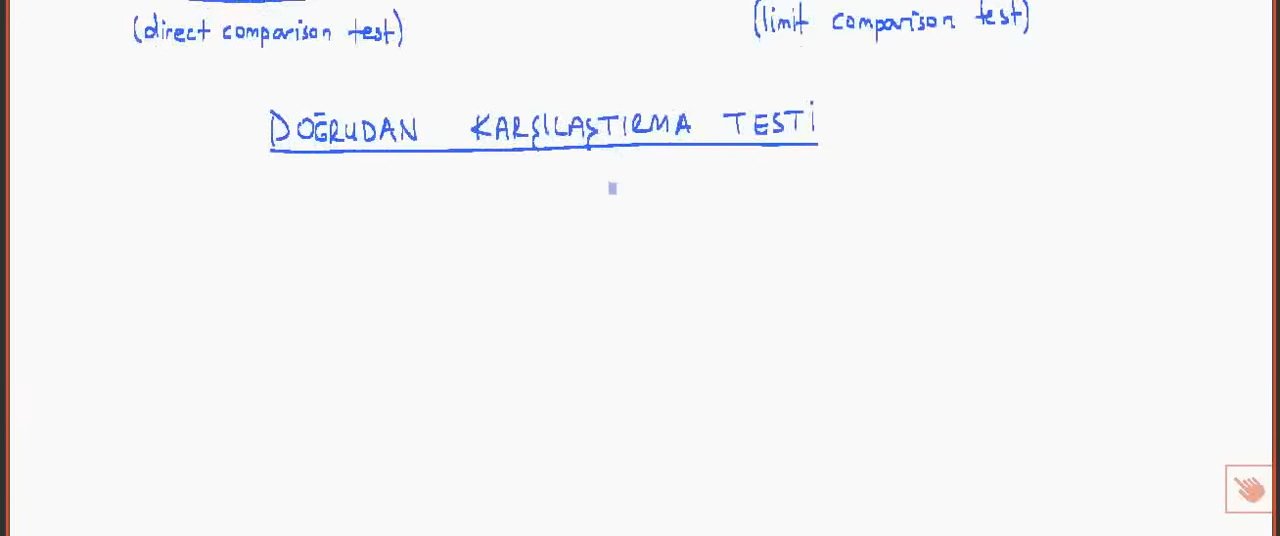 (direct comparison test) (limit comparison test)
DOĞRUDAN KARŞILAŞTIRMA TESTİ